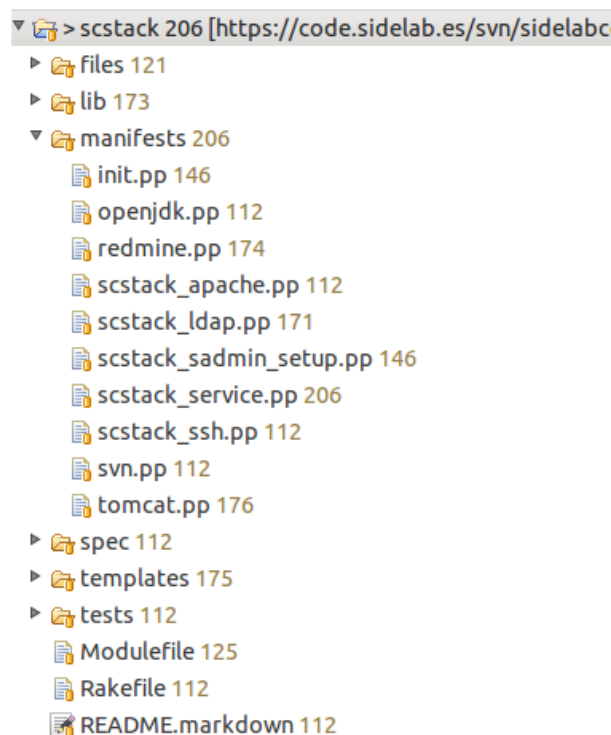 > scstack 206 [https://code.sidelab.es/svn/sidelabc
files 121
lib 173
manifests 206
init.pp 146
openjdk.pp 112
redmine.pp 174
scstack_apache.pp 112
scstack_ldap.pp 171
scstack_sadmin_setup.pp 146
scstack_service.pp 206
scstack_ssh.pp 112
svn.pp 112
tomcat.pp 176
spec 112
templates 175
tests 112
Modulefile 125
Rakefile 112
README.markdown 112